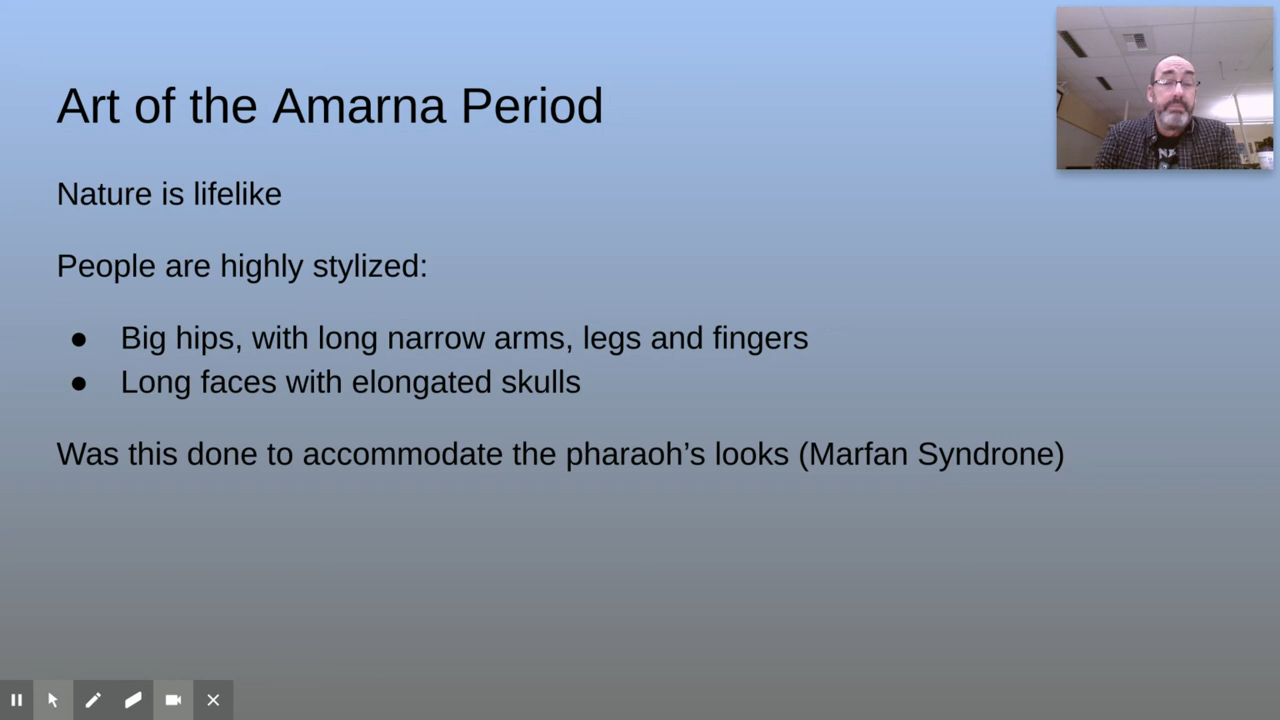 Art of the Amarna Period
Nature is lifelike
People are highly stylized:
● Big hips, with long narrow arms, legs and fingers
● Long faces with elongated skulls
Was this done to accommodate the pharaoh’s looks (Marfan Syndrone)